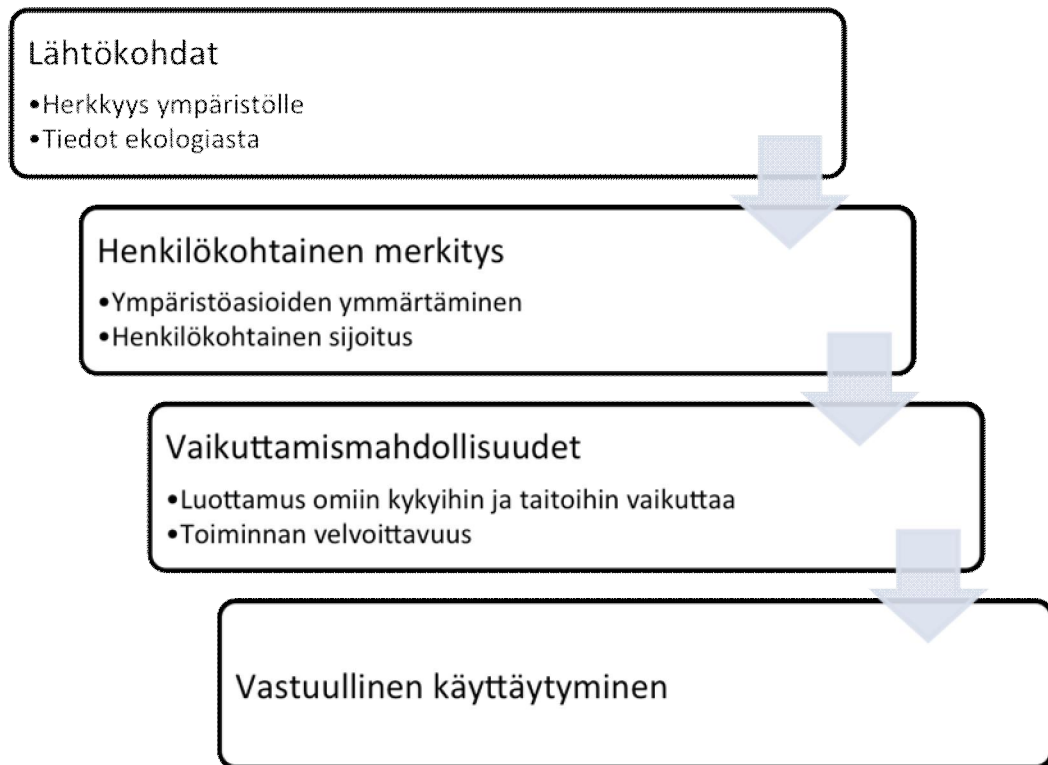 Lähtökohdat
•Herkkyys ympäristölle
•Tiedot ekologiasta
Henkilökohtainen merkitys
•Ympäristöasioiden ymmärtäminen
•Henkilökohtainen sijoitus
Vaikuttamismahdollisuudet
•Luottamus omiin kykyihin ja taitoihin vaikuttaa
•Toiminnan velvoittavuus
Vastuullinen käyttäytyminen